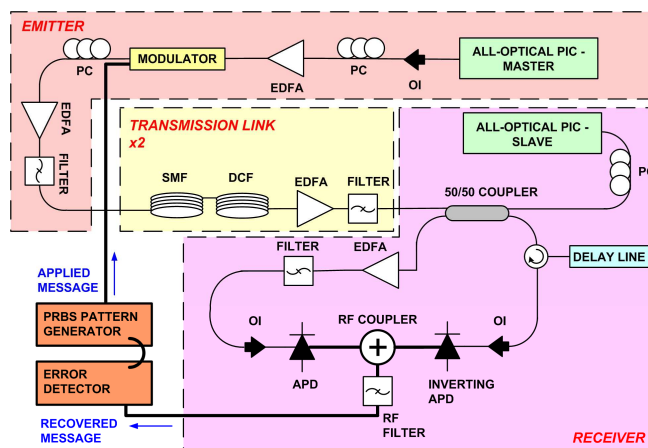 EMITTER
PC
MODULATOR
EDFA
PC
OI
ALL-OPTICAL PIC -
MASTER
EDFA
FILTER
TRANSMISSION LINK
x2
SMF
DCF
EDFA
FILTER
ALL-OPTICAL PIC -
SLAVE
PC
50/50 COUPLER
FILTER
EDFA
DELAY LINE
APPLIED
MESSAGE
PRBS PATTERN
GENERATOR
ERROR
DETECTOR
RECOVERED
MESSAGE
OI
RF COUPLER
OI
APD
INVERTING
APD
RF
FILTER
RECEIVER